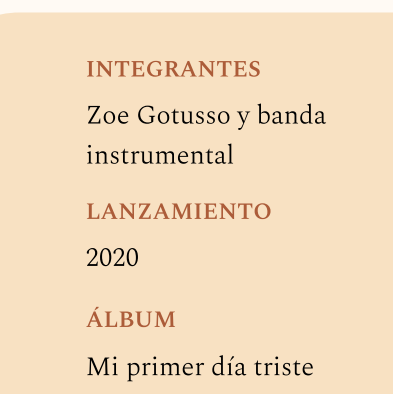 INTEGRANTES
Zoe Gotusso y banda
instrumental
LANZAMIENTO
2020
ÁLBUM
Mi primer día triste